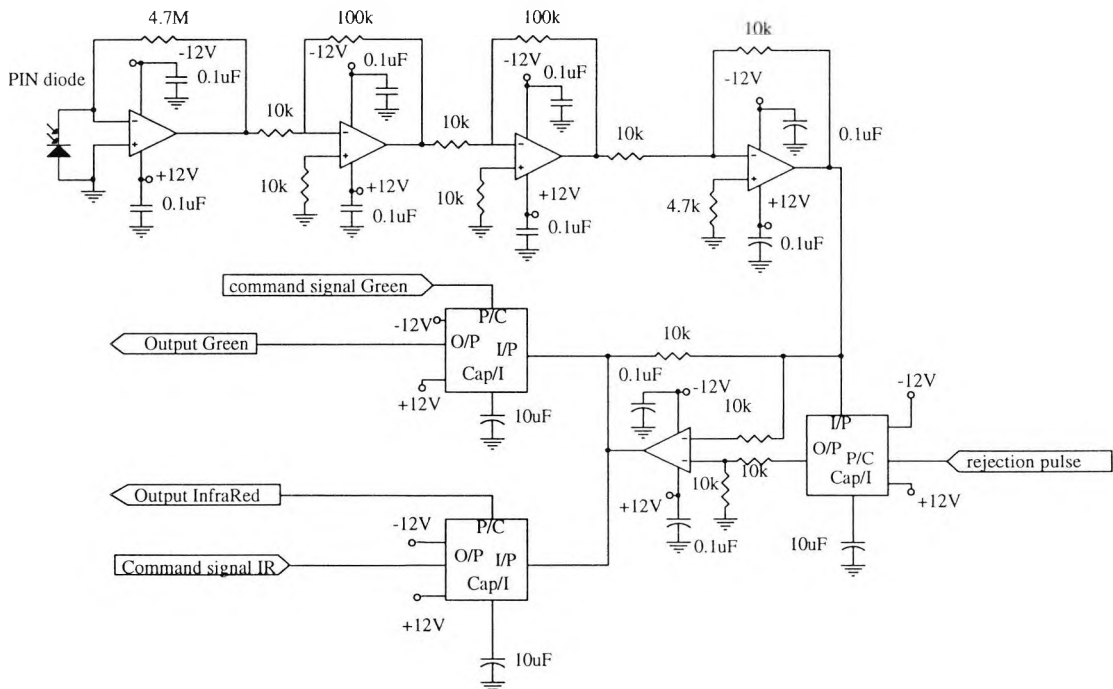 4.7M
100k
100k
10k
-12V
-12V
-12V
-12V
0.1uF
0.1uF
0.1uF
0.1uF
PIN diode
10k
10k
10k
+12V
+12V
+12V
+12V
10k
10k
4.7k
0.1uF
0.1uF
0.1uF
0.1uF
command signal Green
P/C
-12V
O/P
I/P
Cap/I
+12V
Output Green
10uF
10k
0.1uF
-12V
10k
10k
10k
+12V
0.1uF
-12V
I/P
O/P
P/C
Cap/I
rejection pulse
+12V
10uF
Output InfraRed
P/C
-12V
O/P
I/P
Cap/I
Command signal IR
+12V
10uF